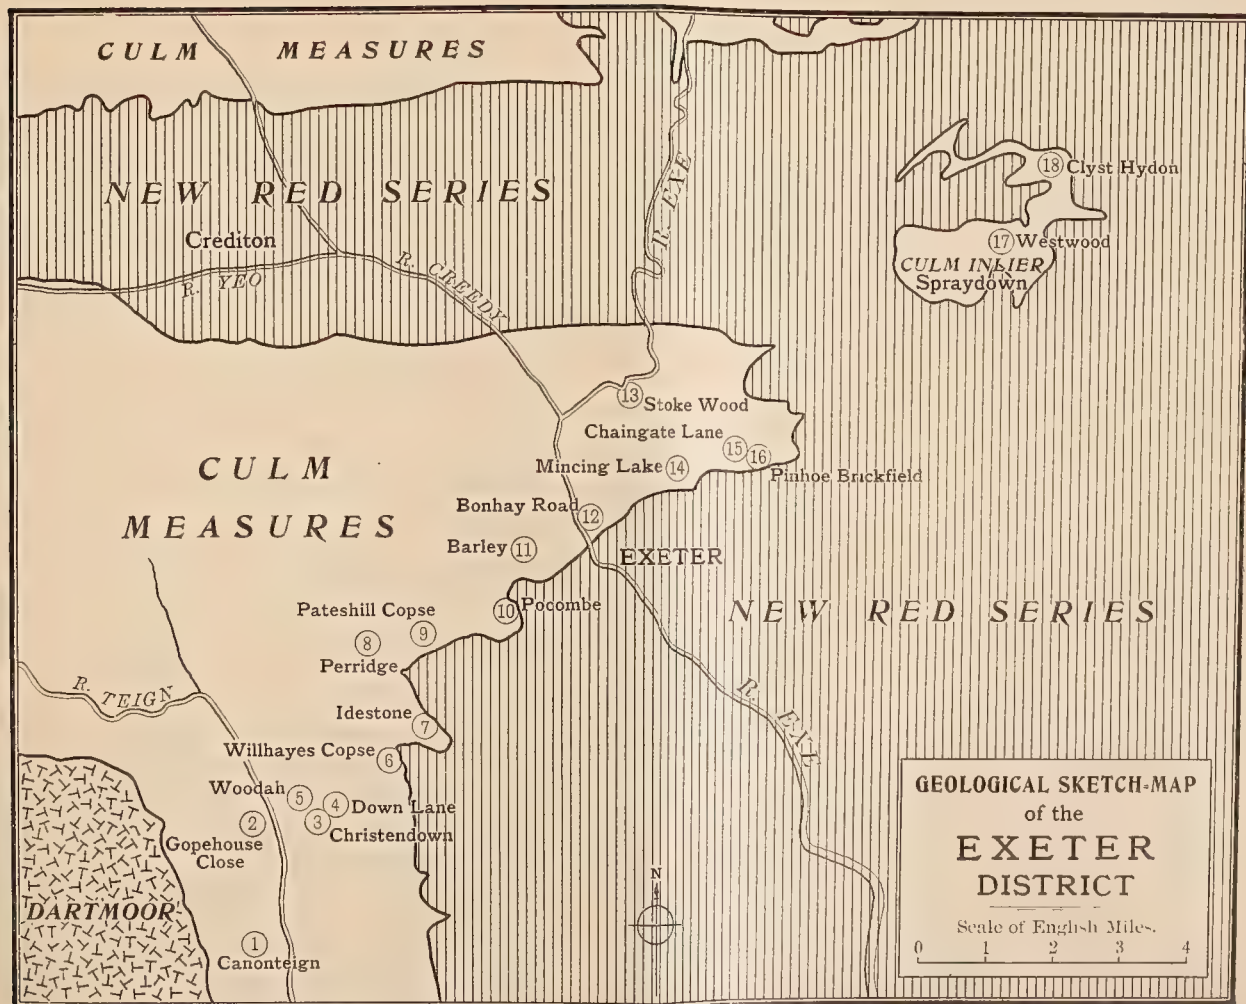 CULM MEASURES
NEW RED SERIES
R. EXE
18 Clyst Hydon
17 Westwood
CULM INLIER
Spraydown
Crediton
R. YEO
R. CREEDY
13 Stoke Wood
Chaingate Lane 15
16
Mincing Lake 14
Pinhoe Brickfield
CULM
MEASURES
Bonhay Road 12
Barley 11
EXETER
10 Pocombe
NEW RED SERIES
Pateshill Copse
8 9
Perridge
R. TEIGN
R. EXE
Idestone 7
Willhayes Copse 6
Woodah 5
4 Down Lane
3 Christendown
2
Gopehouse
Close
DARTMOOR
1
Canonteign
N
GEOLOGICAL SKETCH-MAP
of the
EXETER
DISTRICT
Scale of English Miles.
0 1 2 3 4